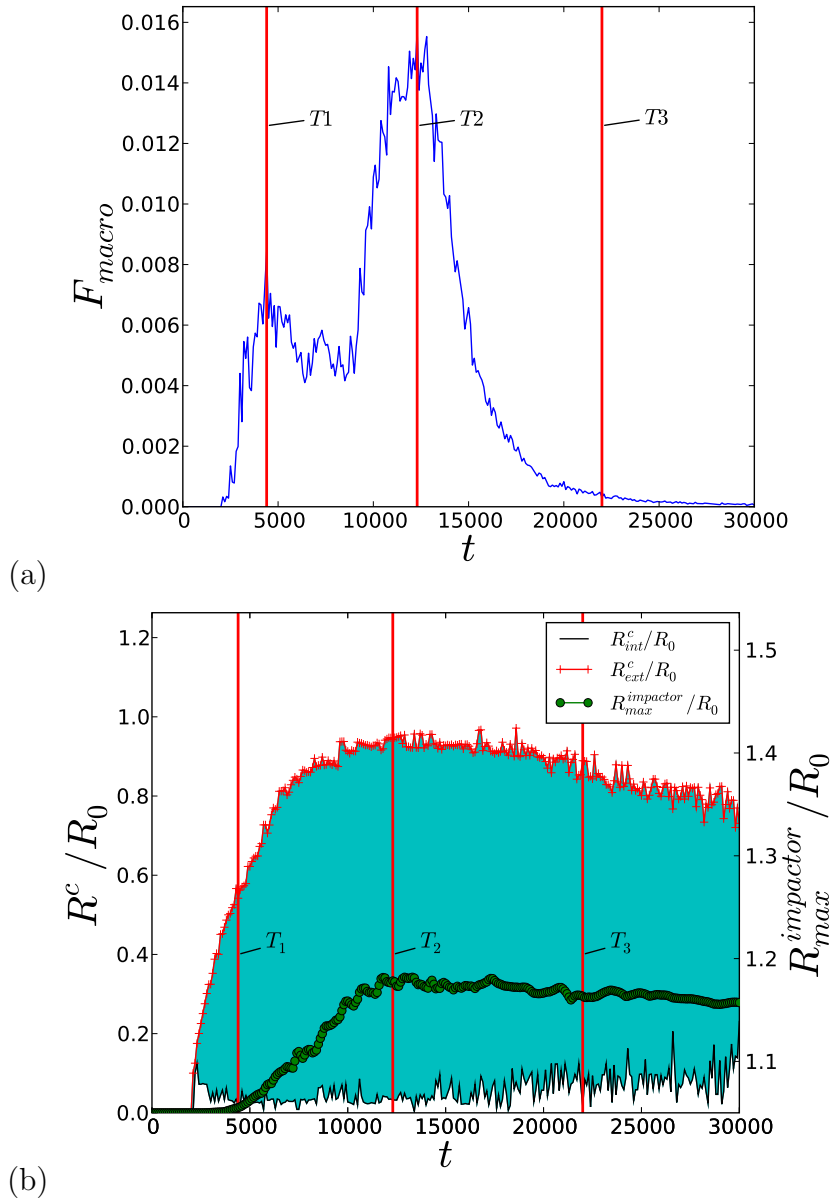 0.016
0.014
0.012
0.010
0.008
0.006
0.004
0.002
0.000
F_macro
T1
T2
T3
0 5000 10000 15000 20000 25000 30000
t
(a)
1.2
1.0
0.8
0.6
0.4
0.2
0.0
R^c / R_0
R^c_int / R_0
R^c_ext / R_0
R^impactor_max / R_0
T_1
T_2
T_3
1.5
1.4
1.3
1.2
1.1
R^impactor_max / R_0
0 5000 10000 15000 20000 25000 30000
t
(b)